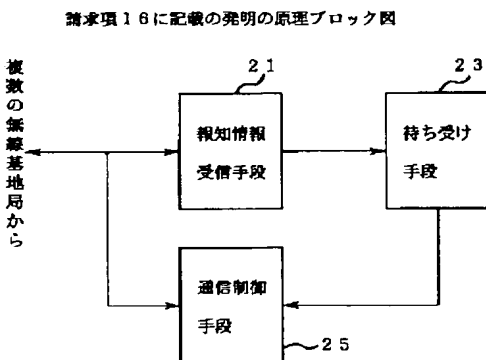 請求項１６に記載の発明の原理ブロック図
複数の無線基地局から
２１
報知情報
受信手段
２３
待ち受け
手段
通信制御
手段
２５